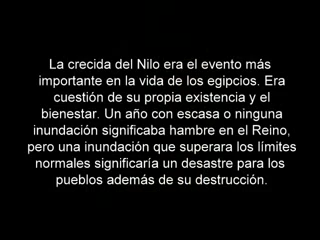 La crecida del Nilo era el evento más
importante en la vida de los egipcios. Era
cuestión de su propia existencia y el
bienestar. Un año con escasa o ninguna
inundación significaba hambre en el Reino,
pero una inundación que superara los límites
normales significaría un desastre para los
pueblos además de su destrucción.